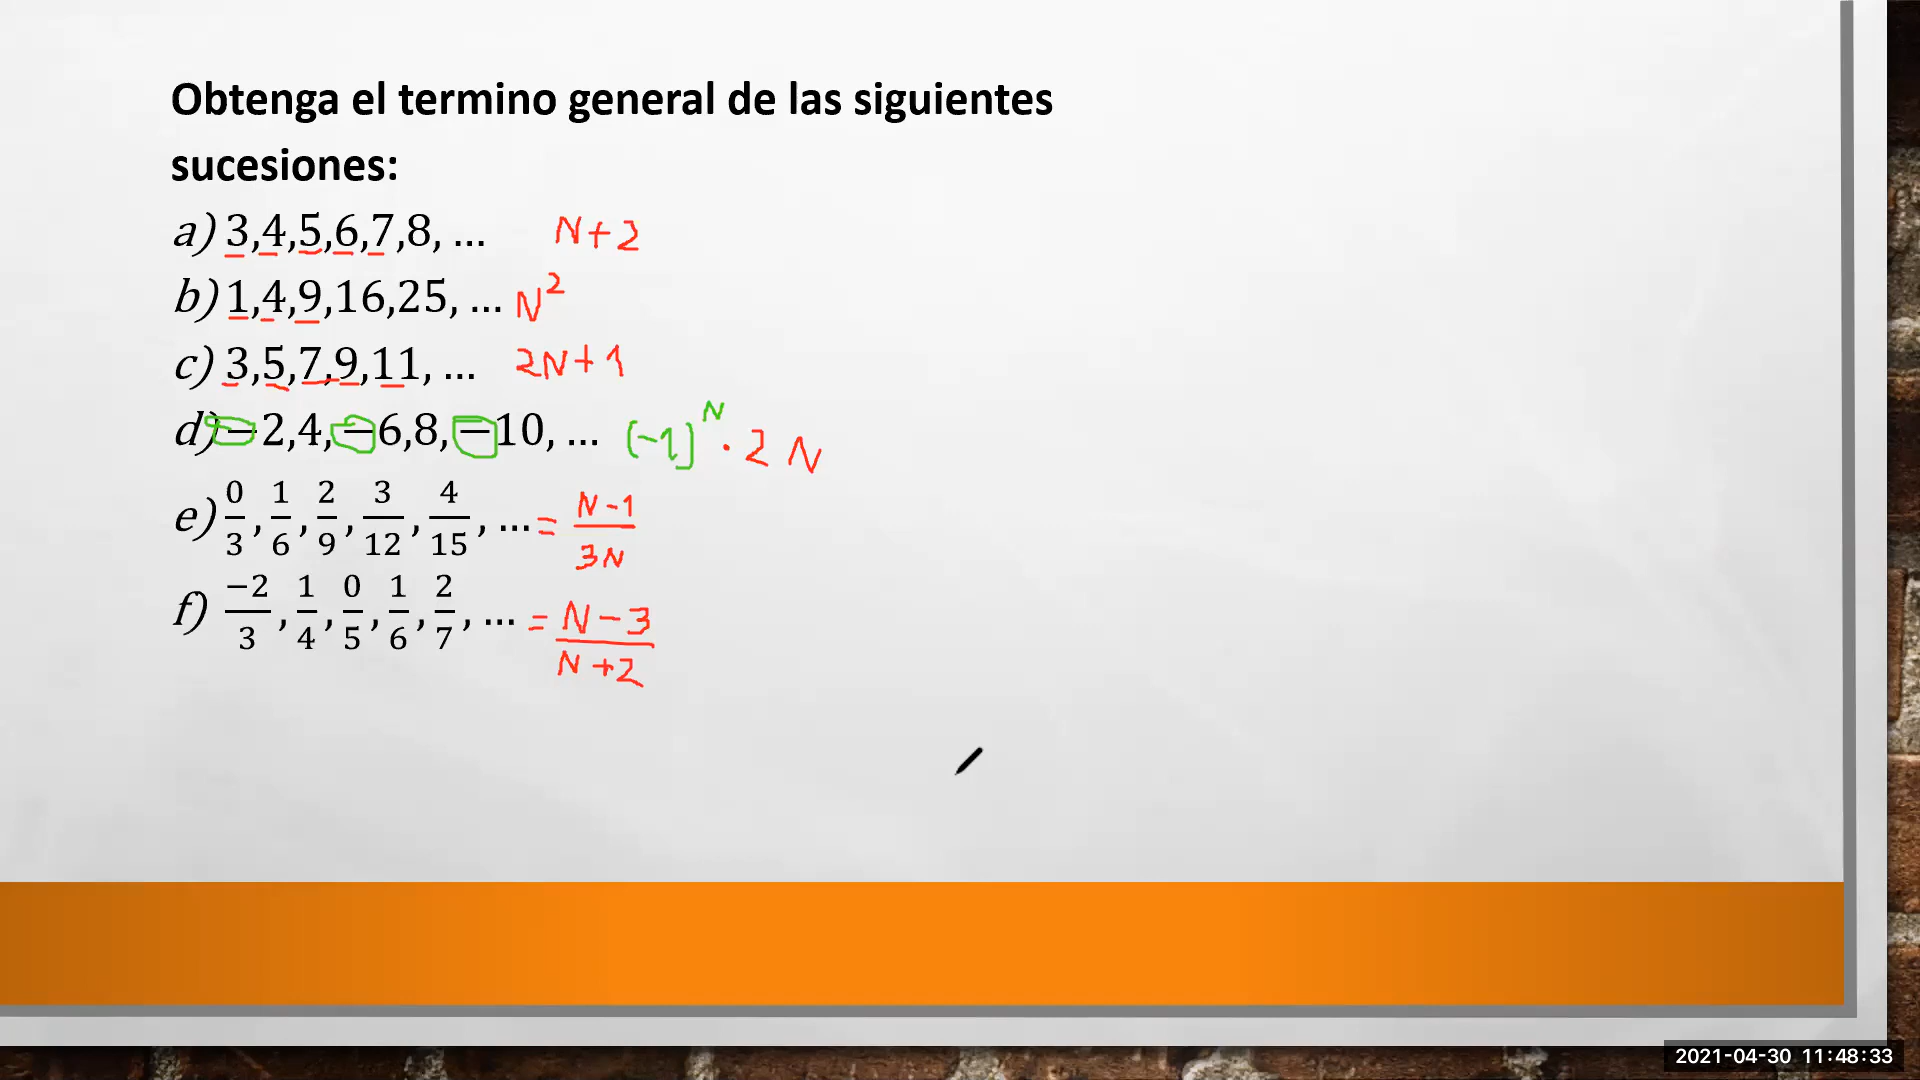 Obtenga el termino general de las siguientes
sucesiones:
a) 3,4,5,6,7,8, ... N+2
b) 1,4,9,16,25, ... N²
c) 3,5,7,9,11, ... 2N+1
d) −2,4,−6,8,−10, ... (-1)^N · 2N
e) 0/3, 1/6, 2/9, 3/12, 4/15, ... = N-1/3N
f) −2/3, 1/4, 0/5, 1/6, 2/7, ... = N-3/N+2
2021-04-30 11:48:33